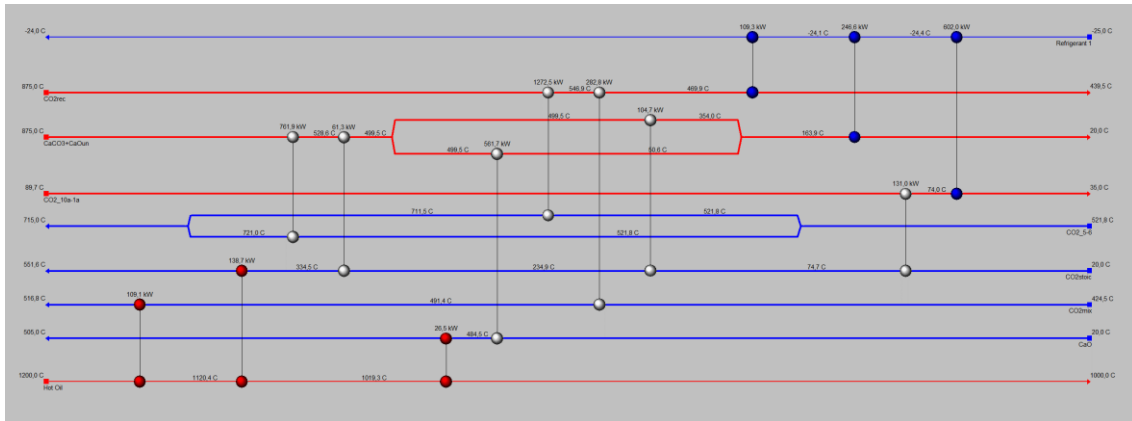 109,3 kW 246,6 kW 602,0 kW
-24,0 C -24,1 C -24,4 C -25,0 C
Refrigerant 1
1272,5 kW 282,8 kW
875,0 C 546,9 C 469,9 C 439,5 C
CO2rec
104,7 kW
499,5 C 354,0 C
761,9 kW 61,3 kW
875,0 C 528,6 C 499,5 C 163,9 C 20,0 C
CaCO3+CaOun
561,7 kW
499,5 C 50,6 C
131,0 kW
89,7 C 74,0 C 35,0 C
CO2_10a-1a
711,5 C 521,8 C
715,0 C 521,8 C
721,0 C 521,8 C
CO2_5-6
138,7 kW
551,6 C 334,5 C 234,9 C 74,7 C 20,0 C
CO2stoic
109,1 kW
516,9 C 491,4 C 424,5 C
CO2mix
26,5 kW
505,0 C 484,5 C 20,0 C
CaO
1200,0 C 1120,4 C 1019,3 C 1000,0 C
Hot Oil